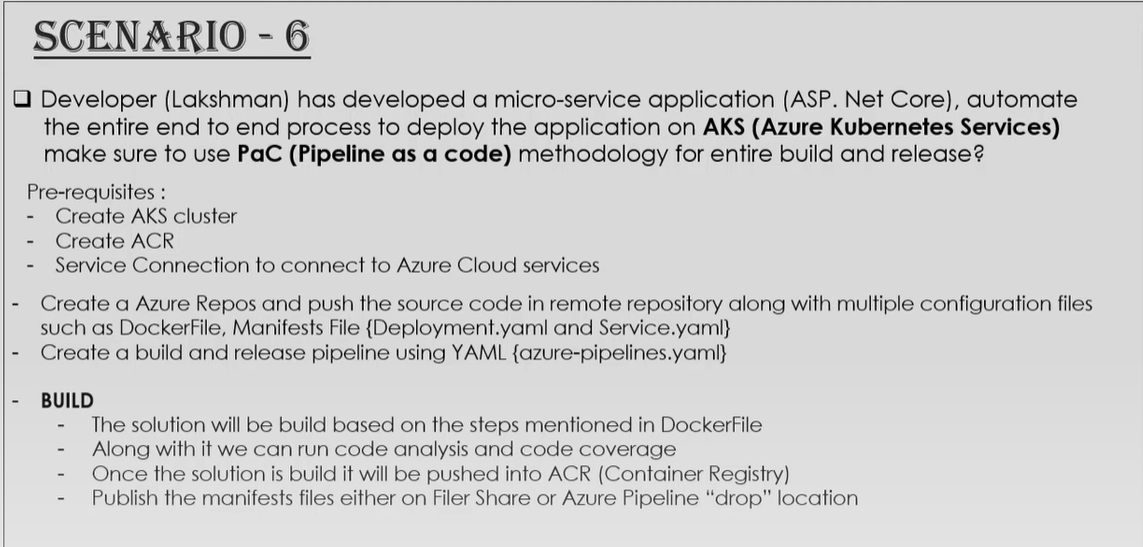 SCENARIO - 6
❑ Developer (Lakshman) has developed a micro-service application (ASP. Net Core), automate
the entire end to end process to deploy the application on AKS (Azure Kubernetes Services)
make sure to use PaC (Pipeline as a code) methodology for entire build and release?
Pre-requisites :
- Create AKS cluster
- Create ACR
- Service Connection to connect to Azure Cloud services
- Create a Azure Repos and push the source code in remote repository along with multiple configuration files
such as DockerFile, Manifests File {Deployment.yaml and Service.yaml}
- Create a build and release pipeline using YAML {azure-pipelines.yaml}
- BUILD
- The solution will be build based on the steps mentioned in DockerFile
- Along with it we can run code analysis and code coverage
- Once the solution is build it will be pushed into ACR (Container Registry)
- Publish the manifests files either on Filer Share or Azure Pipeline “drop” location